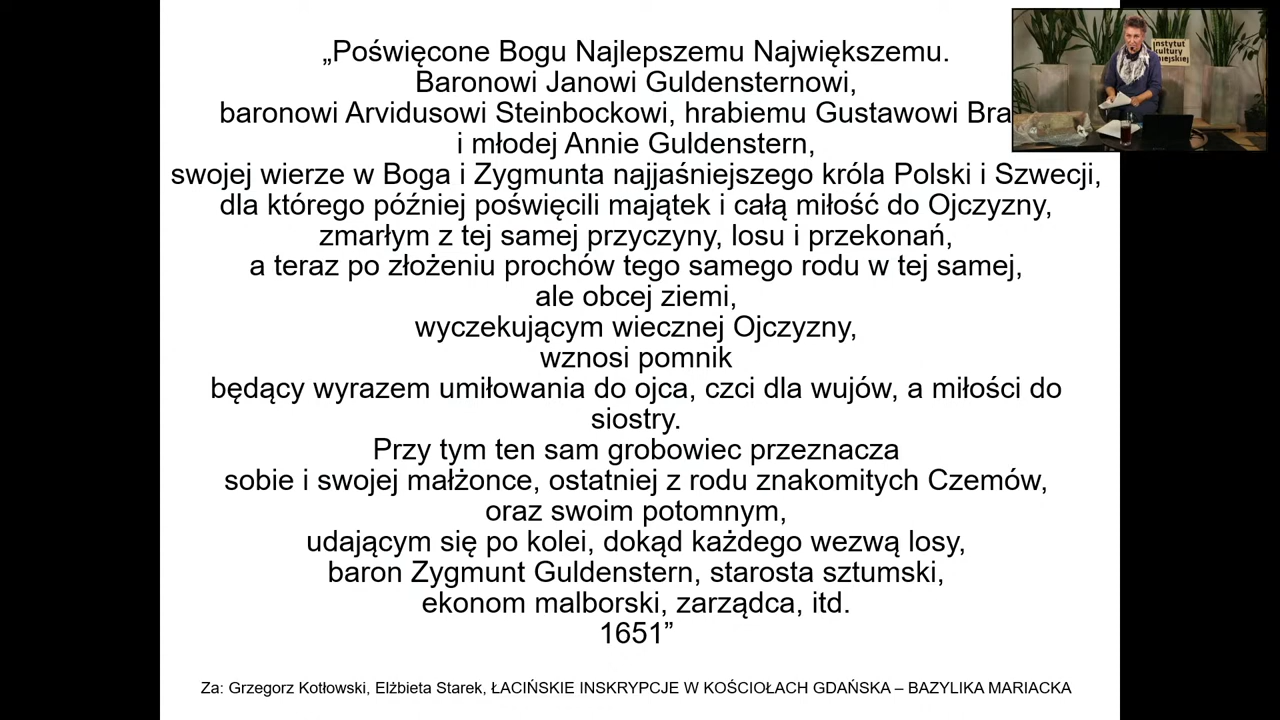 „Poświęcone Bogu Najlepszemu Największemu.
Baronowi Janowi Guldensternowi,
baronowi Arvidusowi Steinbockowi, hrabiemu Gustawowi
i młodej Annie Guldenstern,
swojej wierze w Boga i Zygmunta najjaśniejszego króla Polski i Szwecji,
dla którego później poświęcili majątek i całą miłość do Ojczyzny,
zmarłym z tej samej przyczyny, losu i przekonań,
a teraz po złożeniu prochów tego samego rodu w tej samej,
ale obcej ziemi,
wyczekującym wiecznej Ojczyzny,
wznosi pomnik
będący wyrazem umiłowania do ojca, czci dla wujów, a miłości do
siostry.
Przy tym ten sam grobowiec przeznacza
sobie i swojej małżonce, ostatniej z rodu znakomitych Czemów,
oraz swoim potomnym,
udającym się po kolei, dokąd każdego wezwą losy,
baron Zygmunt Guldenstern, starosta sztumski,
ekonom malborski, zarządca, itd.
1651”
Za: Grzegorz Kotłowski, Elżbieta Starek, ŁACIŃSKIE INSKRYPCJE W KOŚCIOŁACH GDAŃSKA – BAZYLIKA MARIACKA
instytut
kultury
miejskiej